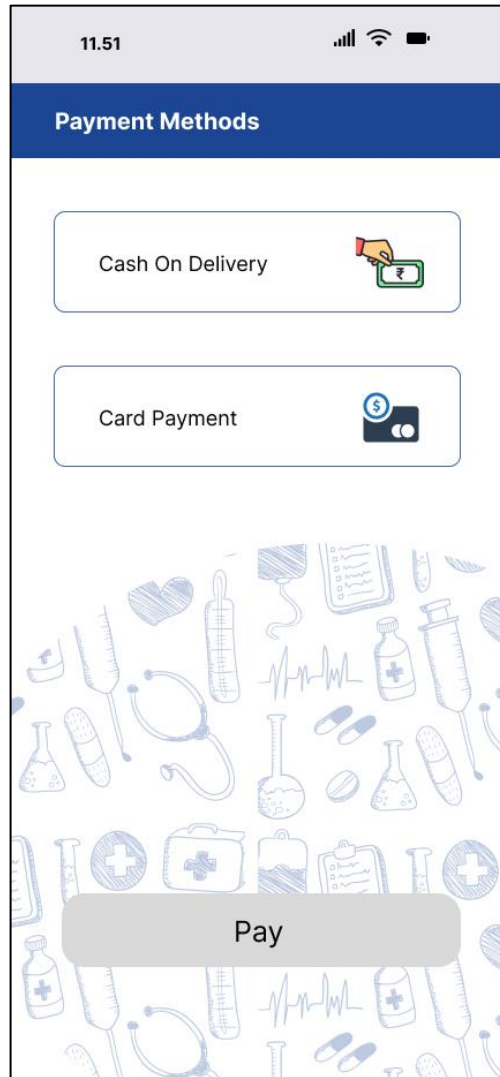 11.51
Payment Methods
Cash On Delivery
₹
Card Payment
$
Pay